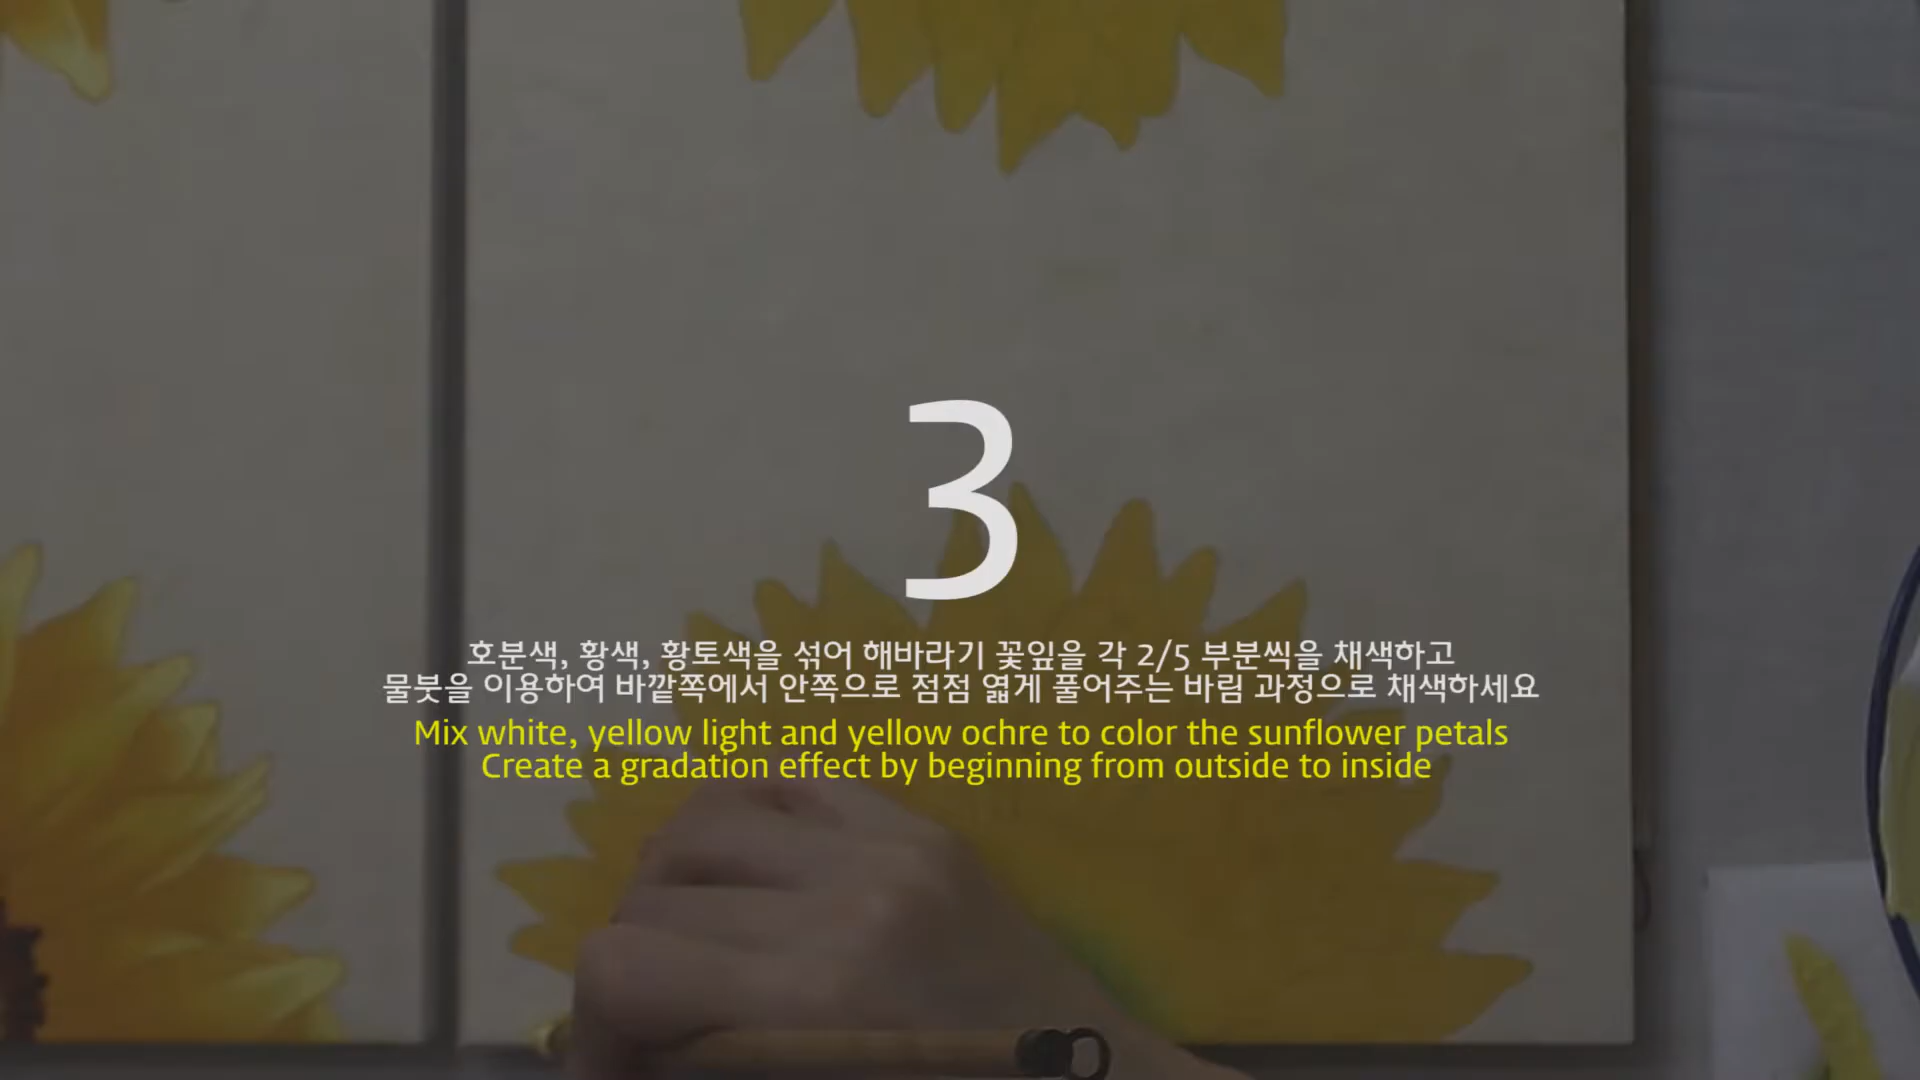 3
호분색, 황색, 황토색을 섞어 해바라기 꽃잎을 각 2/5 부분씩을 채색하고
물붓을 이용하여 바깥쪽에서 안쪽으로 점점 엷게 풀어주는 바림 과정으로 채색하세요
Mix white, yellow light and yellow ochre to color the sunflower petals
Create a gradation effect by beginning from outside to inside